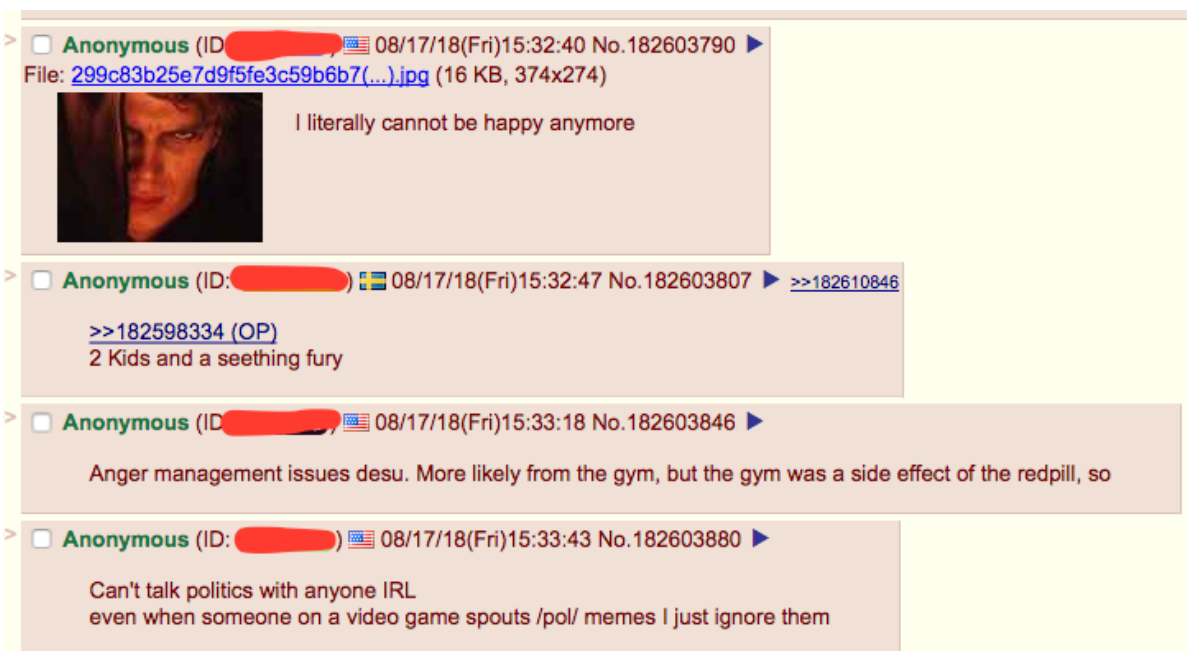 > Anonymous (ID 08/17/18(Fri)15:32:40 No.182603790 ▶
File: 299c83b25e7d9f5fe3c59b6b7(...).jpg (16 KB, 374x274)
I literally cannot be happy anymore
> Anonymous (ID: ) 08/17/18(Fri)15:32:47 No.182603807 ▶ >>182610846
>>182598334 (OP)
2 Kids and a seething fury
> Anonymous (ID ) 08/17/18(Fri)15:33:18 No.182603846 ▶
Anger management issues desu. More likely from the gym, but the gym was a side effect of the redpill, so
> Anonymous (ID: ) 08/17/18(Fri)15:33:43 No.182603880 ▶
Can't talk politics with anyone IRL
even when someone on a video game spouts /pol/ memes I just ignore them